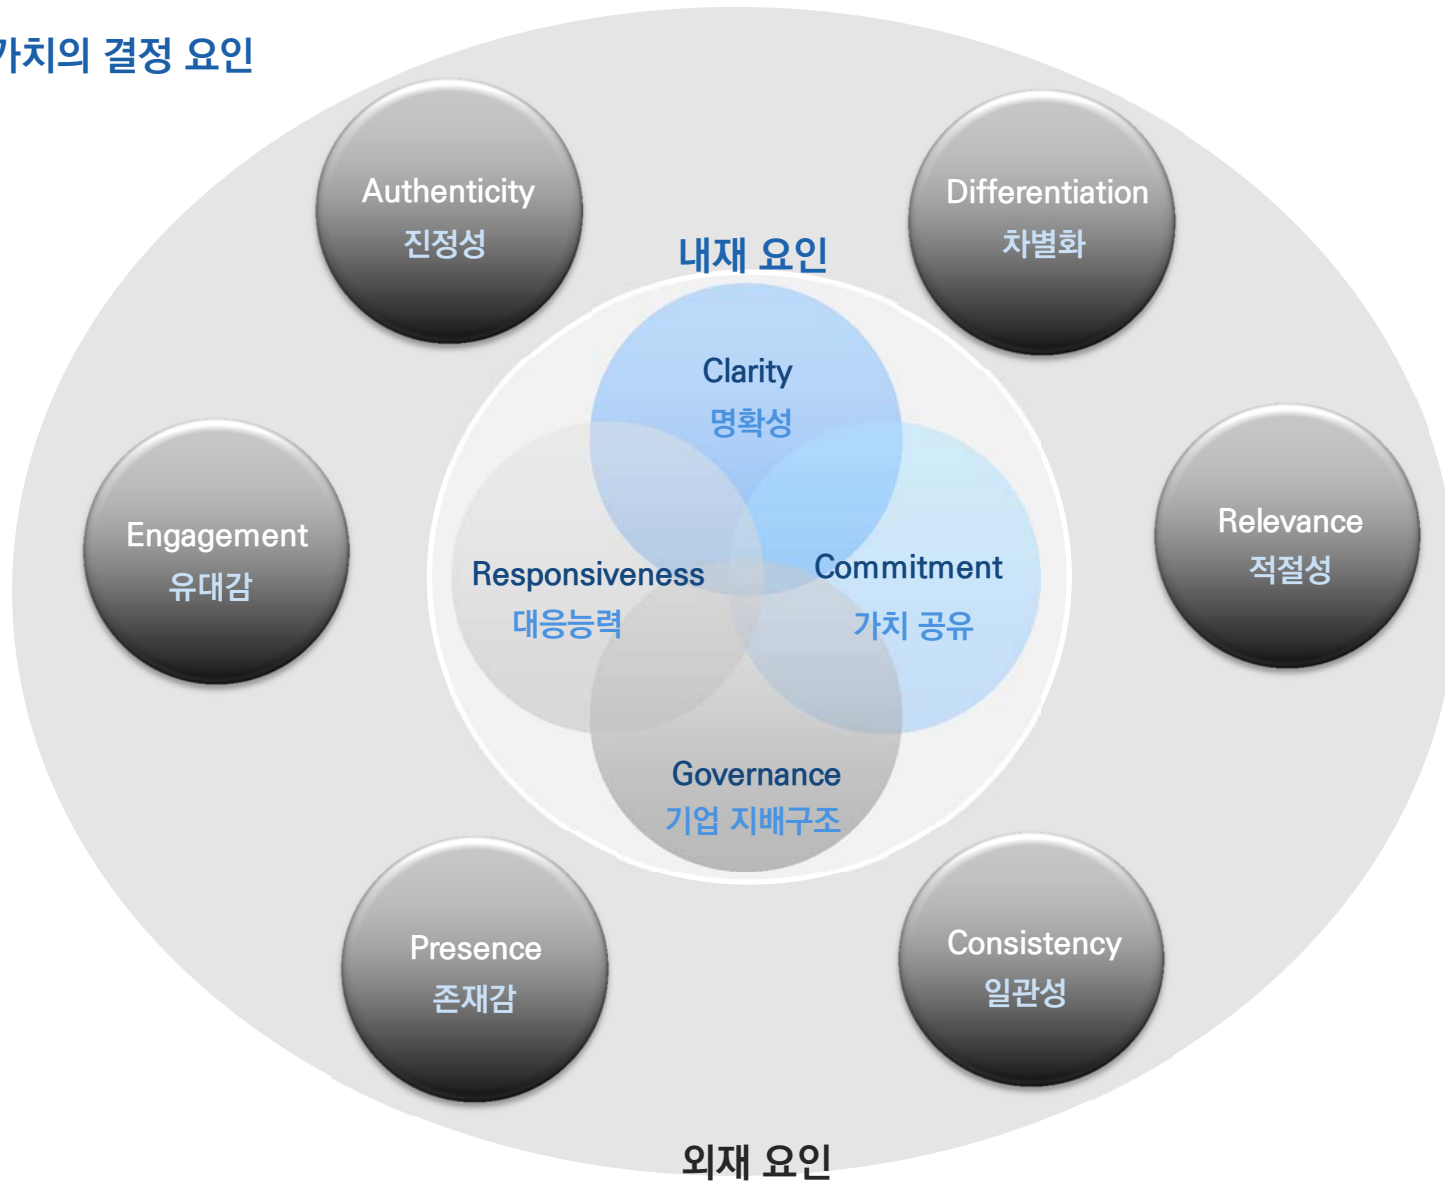 가치의 결정 요인
Authenticity
진정성
Differentiation
차별화
내재 요인
Clarity
명확성
Engagement
유대감
Responsiveness
대응능력
Commitment
가치 공유
Relevance
적절성
Governance
기업 지배구조
Presence
존재감
Consistency
일관성
외재 요인